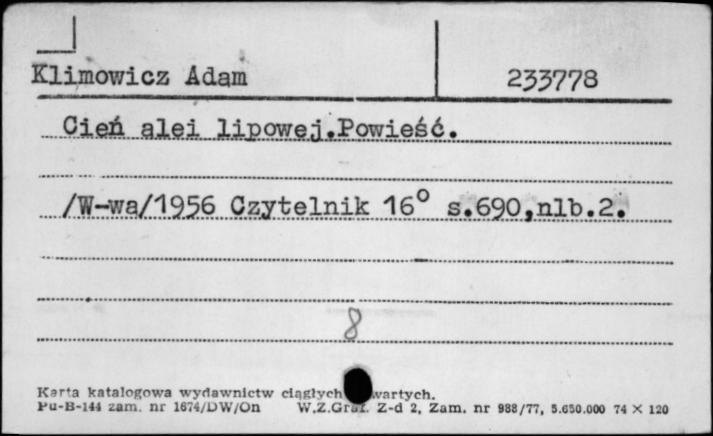 Klimowicz Adam 233778
Cień alei lipowej.Powieść.
/W-wa/1956 Czytelnik 16° s.690,nlb.2.
8
Karta katalogowa wydawnictw ciągłych
Pu-B-144 zam. nr 1674/DW/On W.Z.Graf. Z-d 2, Zam. nr 988/77, 5.650.000 74 X 120